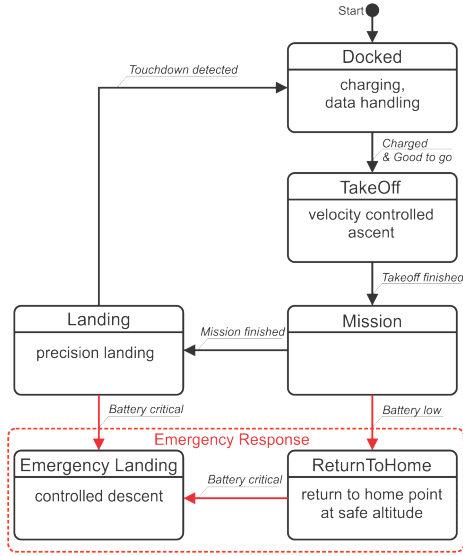 Start
Docked
charging,
data handling
Touchdown detected
Charged
& Good to go
TakeOff
velocity controlled
ascent
Takeoff finished
Landing
precision landing
Mission finished
Mission
Battery critical
Battery low
Emergency Response
Emergency Landing
controlled descent
Battery critical
ReturnToHome
return to home point
at safe altitude